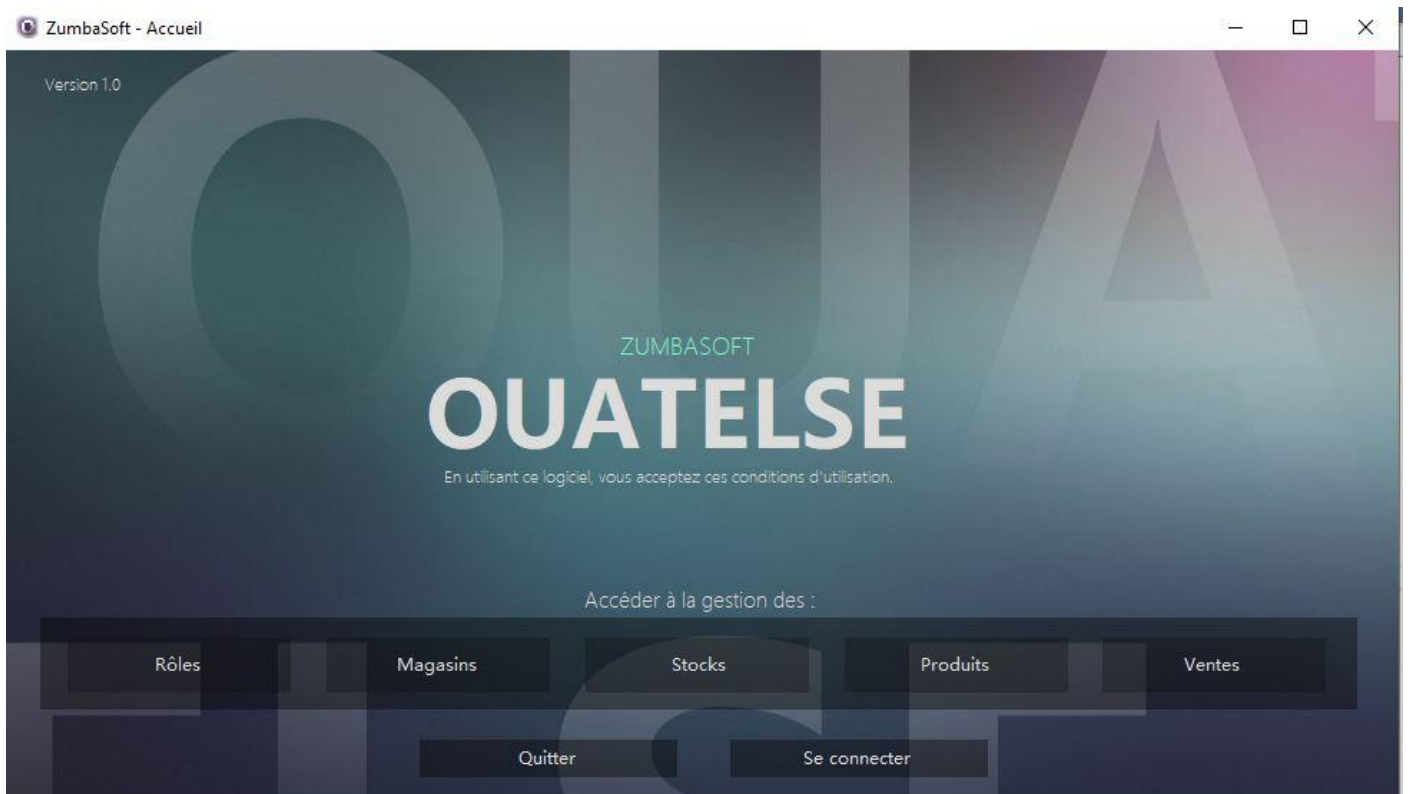 ZumbaSoft - Accueil
Version 1.0
OUA
ZUMBASOFT
OUATELSE
En utilisant ce logiciel, vous acceptez ces conditions d'utilisation.
Accéder à la gestion des :
Rôles Magasins Stocks Produits Ventes
Quitter Se connecter